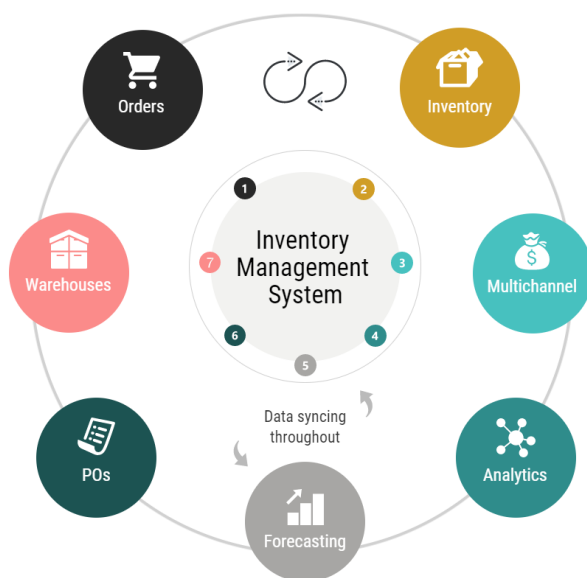 Orders
Inventory
1
2
Inventory
Management
System
7
3
6
4
5
Warehouses
Multichannel
$
Data syncing
throughout
POs
Analytics
Forecasting